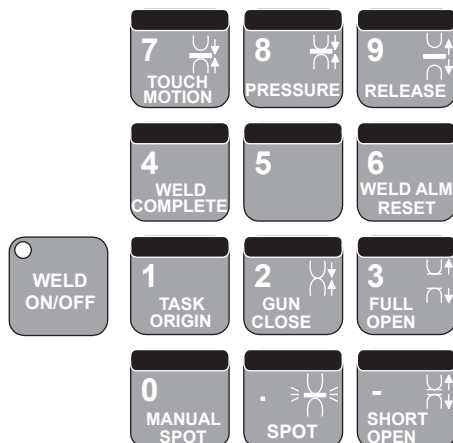 7
TOUCH
MOTION
8
PRESSURE
9
RELEASE
4
WELD
COMPLETE
5
6
WELD ALM
RESET
WELD
ON/OFF
1
TASK
ORIGIN
2
GUN
CLOSE
3
FULL
OPEN
0
MANUAL
SPOT
.
SPOT
-
SHORT
OPEN